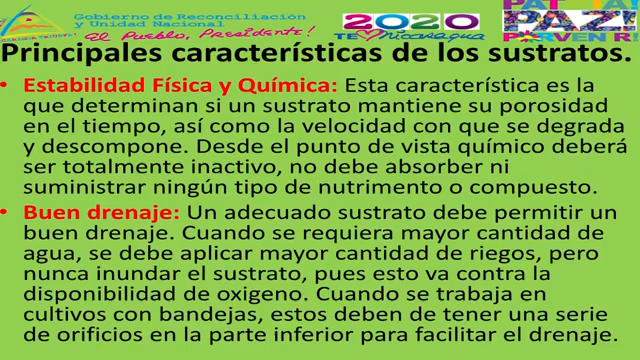 Gobierno de Reconciliación
y Unidad Nacional
El Pueblo, Presidente!
2020
TE Nicaragua
PAZ!
PORVENIR!
Principales características de los sustratos.
• Estabilidad Física y Química: Esta característica es la
que determinan si un sustrato mantiene su porosidad
en el tiempo, así como la velocidad con que se degrada
y descompone. Desde el punto de vista químico deberá
ser totalmente inactivo, no debe absorber ni
suministrar ningún tipo de nutrimento o compuesto.
• Buen drenaje: Un adecuado sustrato debe permitir un
buen drenaje. Cuando se requiera mayor cantidad de
agua, se debe aplicar mayor cantidad de riegos, pero
nunca inundar el sustrato, pues esto va contra la
disponibilidad de oxigeno. Cuando se trabaja en
cultivos con bandejas, estos deben de tener una serie
de orificios en la parte inferior para facilitar el drenaje.